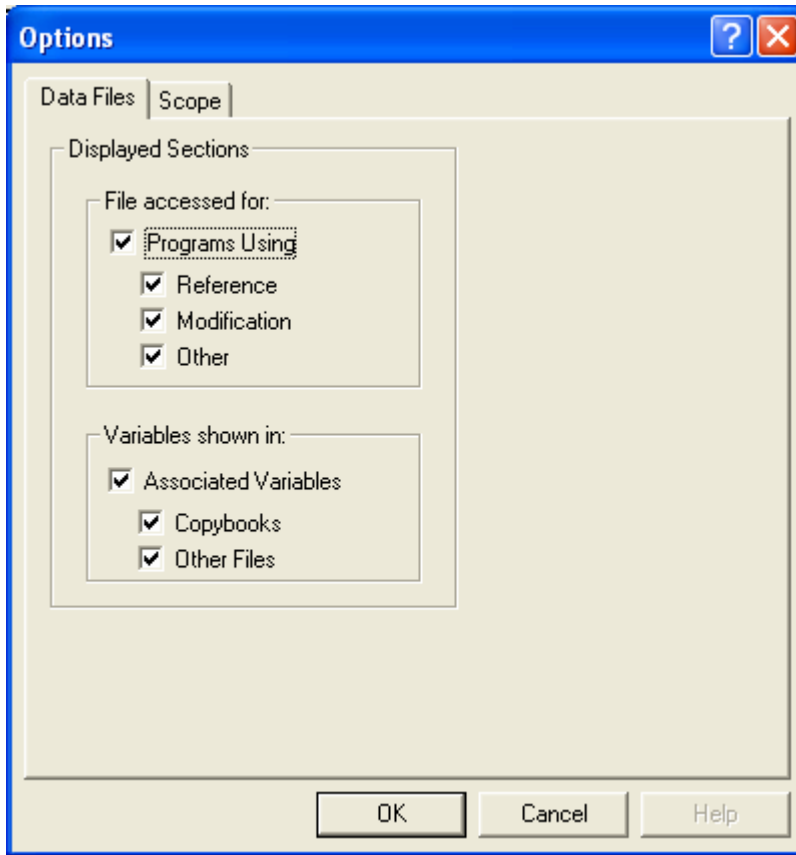 Options
Data Files
Scope
Displayed Sections
File accessed for:
Programs Using
Reference
Modification
Other
Variables shown in:
Associated Variables
Copybooks
Other Files
OK
Cancel
Help